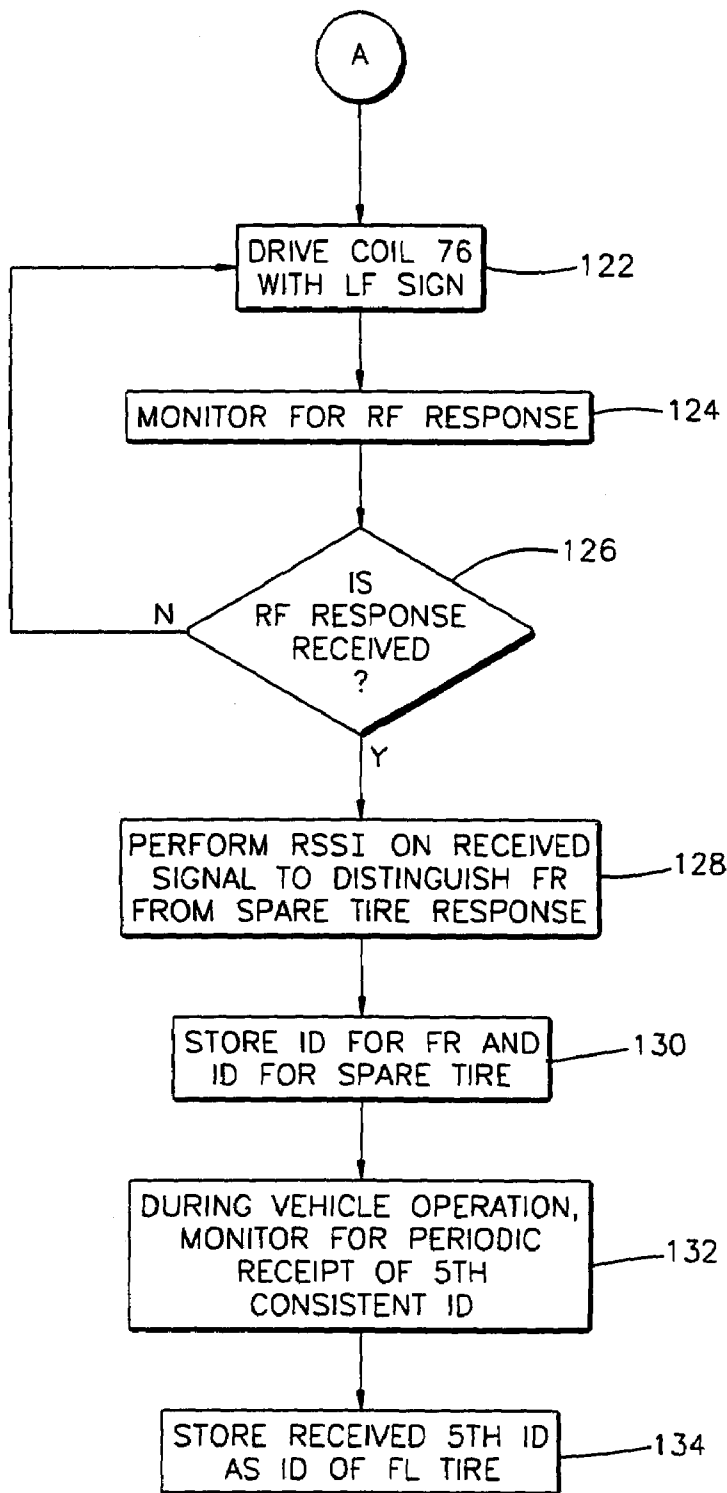 A
DRIVE COIL 76
WITH LF SIGN
122
MONITOR FOR RF RESPONSE
124
IS
RF RESPONSE
RECEIVED
?
126
N
Y
PERFORM RSSI ON RECEIVED
SIGNAL TO DISTINGUISH FR
FROM SPARE TIRE RESPONSE
128
STORE ID FOR FR AND
ID FOR SPARE TIRE
130
DURING VEHICLE OPERATION,
MONITOR FOR PERIODIC
RECEIPT OF 5TH
CONSISTENT ID
132
STORE RECEIVED 5TH ID
AS ID OF FL TIRE
134